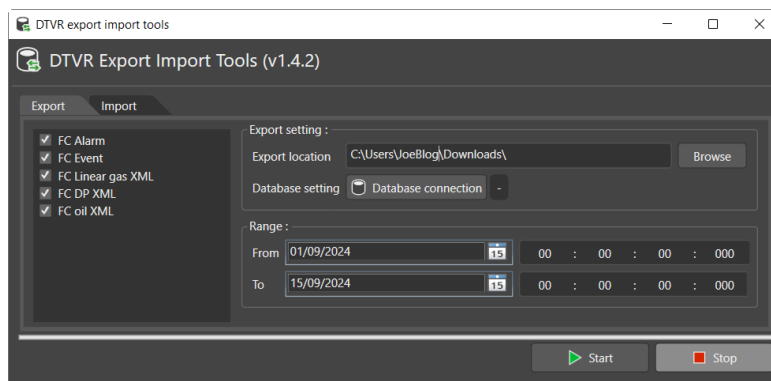 DTVR export import tools
DTVR Export Import Tools (v1.4.2)
Export Import
FC Alarm
FC Event
FC Linear gas XML
FC DP XML
FC oil XML
Export setting :
Export location C:\Users\JoeBlog\Downloads\ Browse
Database setting Database connection -
Range :
From 01/09/2024 15 00 : 00 : 00 : 000
To 15/09/2024 15 00 : 00 : 00 : 000
Start Stop